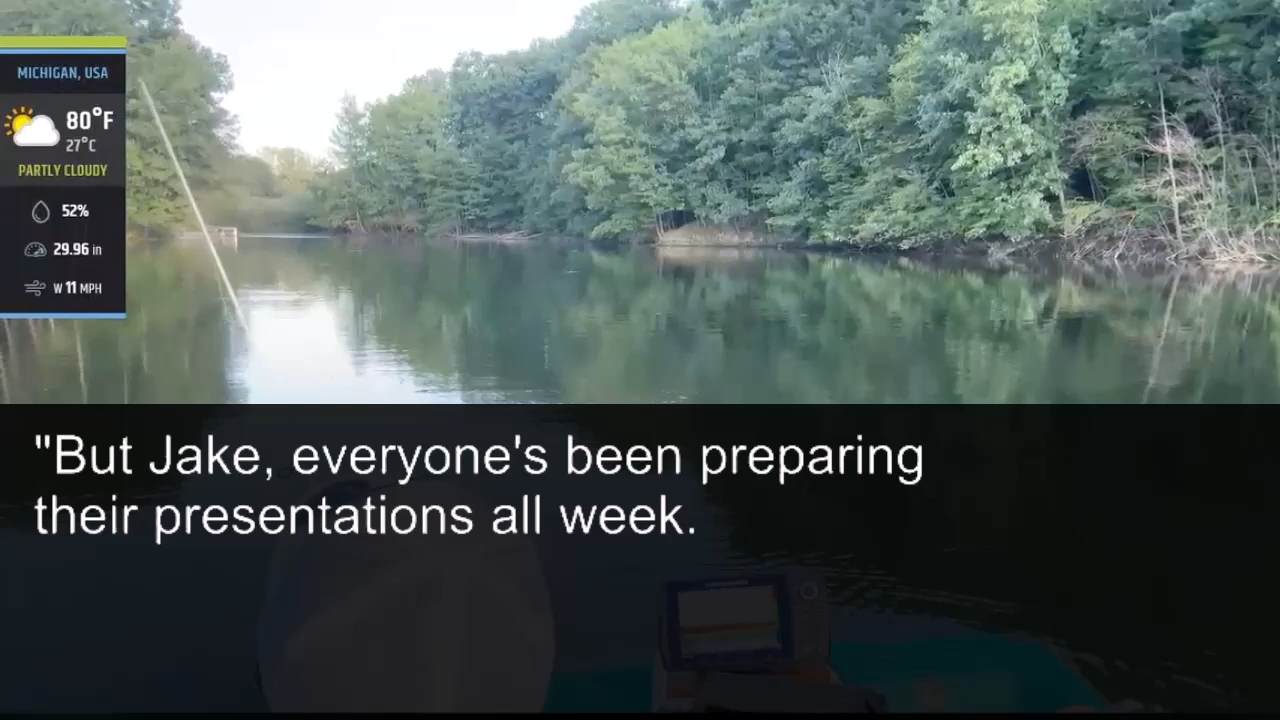 MICHIGAN, USA
80°F
27°C
PARTLY CLOUDY
52%
29.96 in
W 11 MPH
"But Jake, everyone's been preparing
their presentations all week.